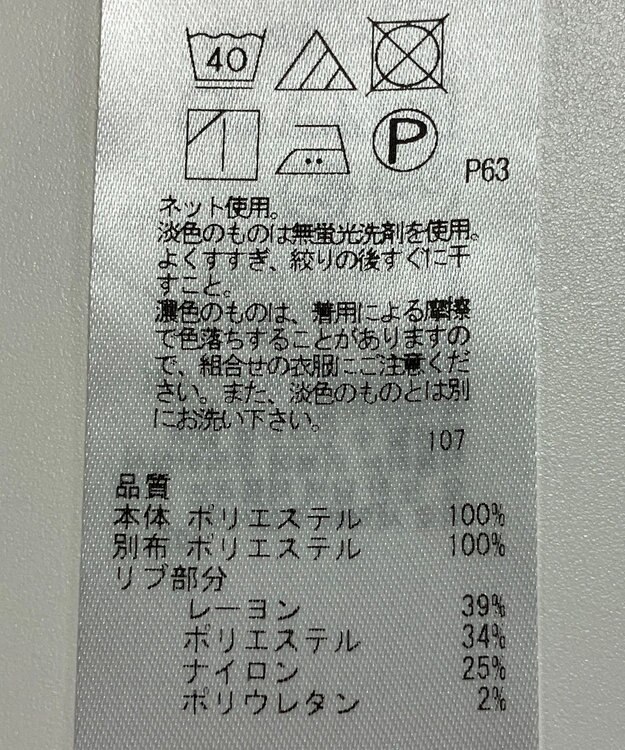 40
P
P63
ネット使用。
淡色のものは無蛍光洗剤を使用。
よくすすぎ、絞りの後すぐに干
すこと。
濃色のものは、着用による摩擦
で色落ちすることがありますの
で、組合せの衣服にご注意くだ
さい。また、淡色のものとは別
にお洗い下さい。
107
品質
本体 ポリエステル 100%
別布 ポリエステル 100%
リブ部分
レーヨン 39%
ポリエステル 34%
ナイロン 25%
ポリウレタン 2%